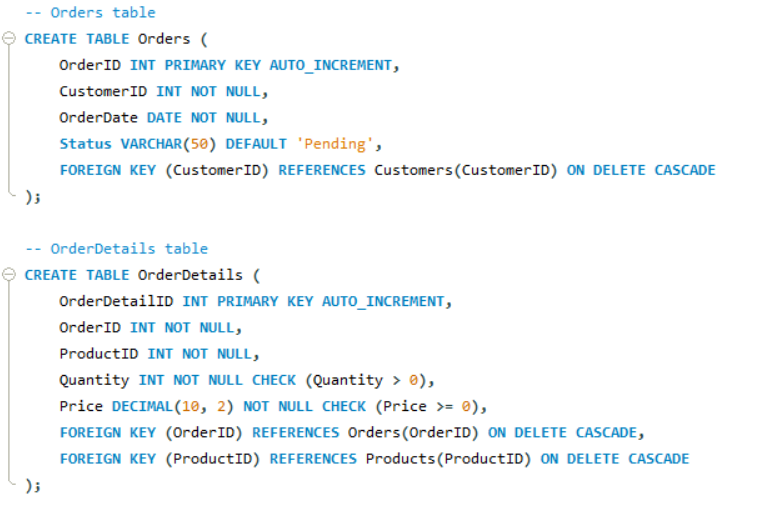 -- Orders table
CREATE TABLE Orders (
    OrderID INT PRIMARY KEY AUTO_INCREMENT,
    CustomerID INT NOT NULL,
    OrderDate DATE NOT NULL,
    Status VARCHAR(50) DEFAULT 'Pending',
    FOREIGN KEY (CustomerID) REFERENCES Customers(CustomerID) ON DELETE CASCADE
);
-- OrderDetails table
CREATE TABLE OrderDetails (
    OrderDetailID INT PRIMARY KEY AUTO_INCREMENT,
    OrderID INT NOT NULL,
    ProductID INT NOT NULL,
    Quantity INT NOT NULL CHECK (Quantity > 0),
    Price DECIMAL(10, 2) NOT NULL CHECK (Price >= 0),
    FOREIGN KEY (OrderID) REFERENCES Orders(OrderID) ON DELETE CASCADE,
    FOREIGN KEY (ProductID) REFERENCES Products(ProductID) ON DELETE CASCADE
);